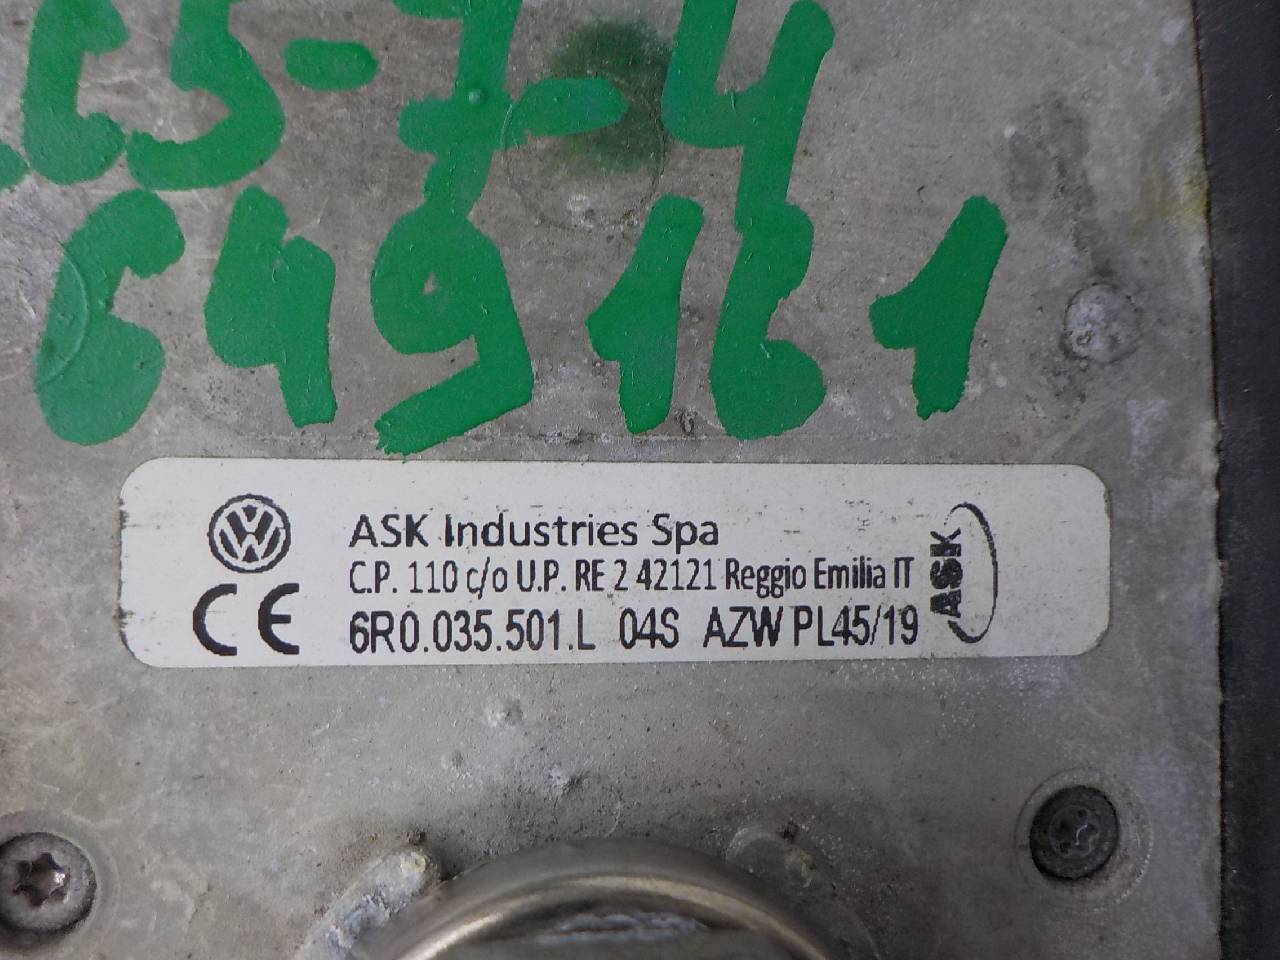 C5-7-4
649161
ASK Industries Spa
C.P. 110 c/o U.P. RE 2 42121 Reggio Emilia IT
6R0.035.501.L 04S AZW PL45/19
CE
ASK